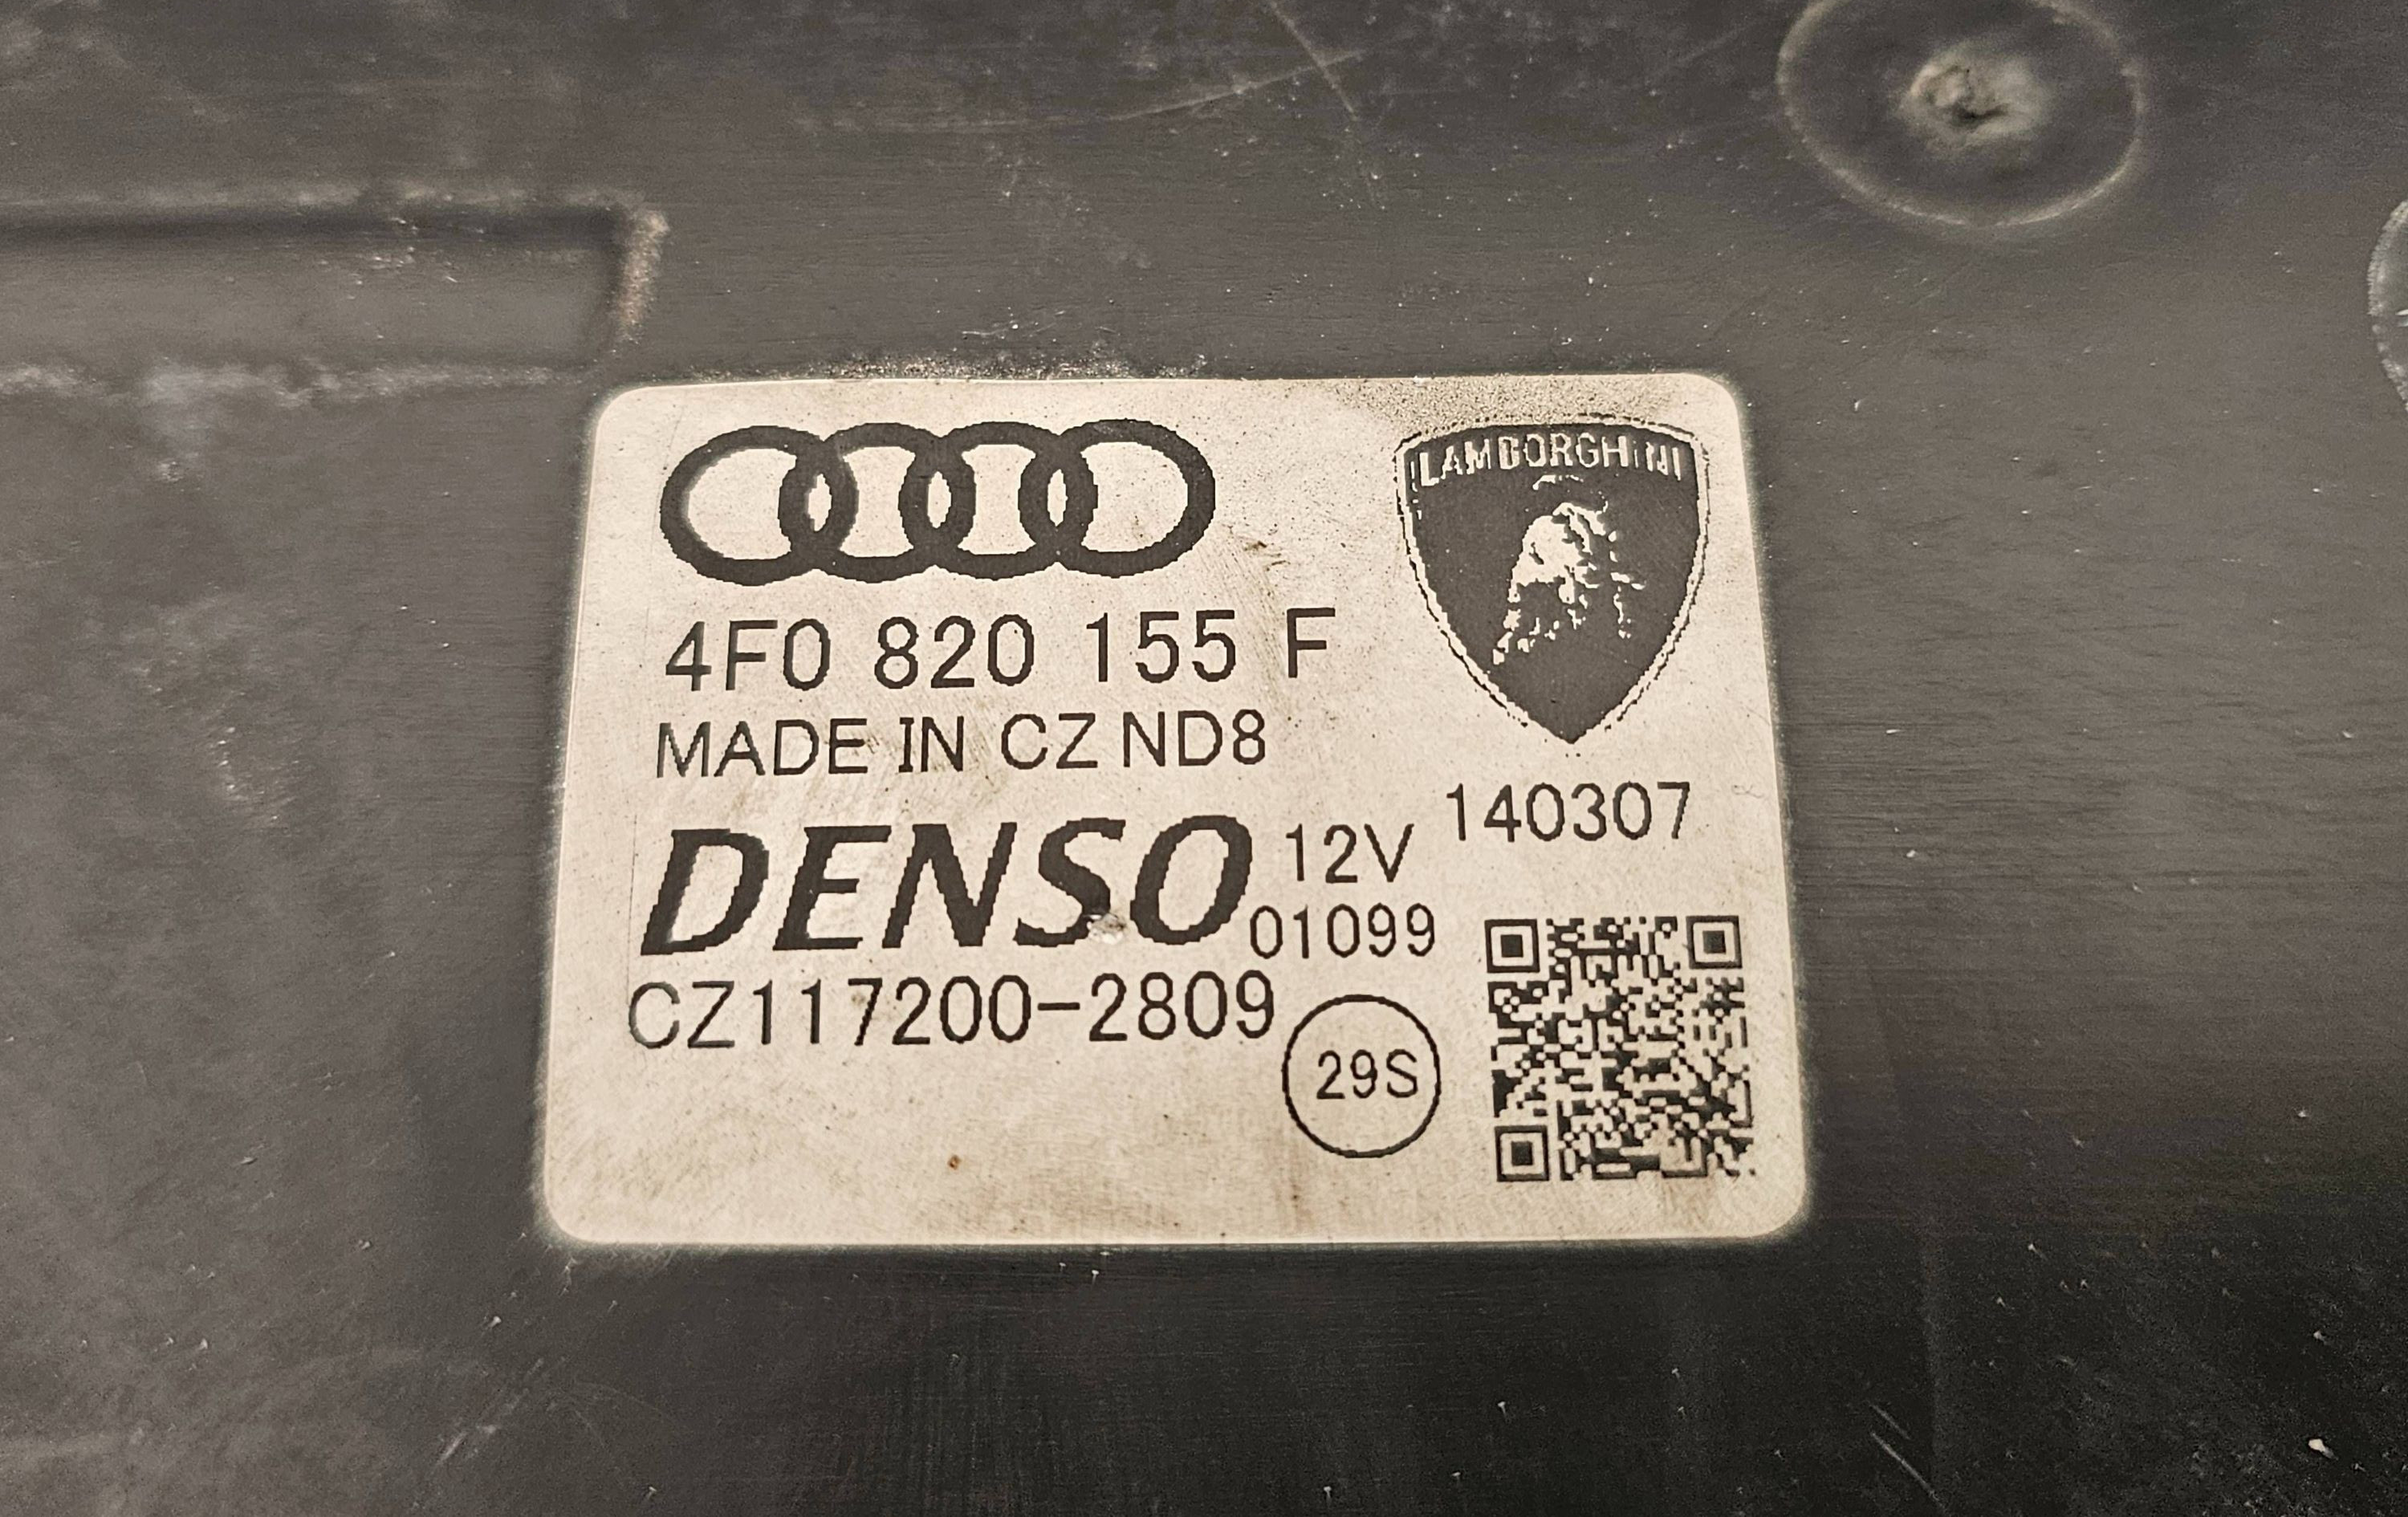 LAMBORGHINI
4F0 820 155 F
MADE IN CZ ND8
140307
DENSO 12V
01099
CZ117200-2809
29S